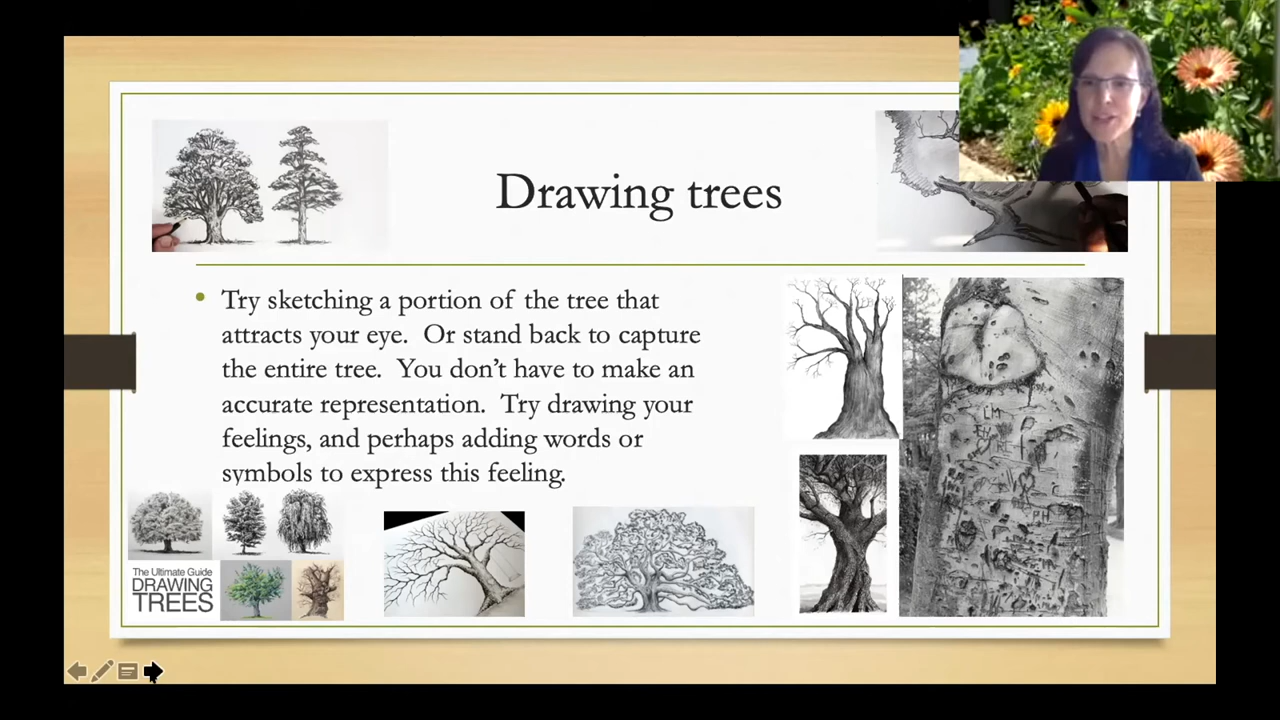 Drawing trees
• Try sketching a portion of the tree that
attracts your eye.  Or stand back to capture
the entire tree.  You don’t have to make an
accurate representation.  Try drawing your
feelings, and perhaps adding words or
symbols to express this feeling.
The Ultimate Guide
DRAWING
TREES